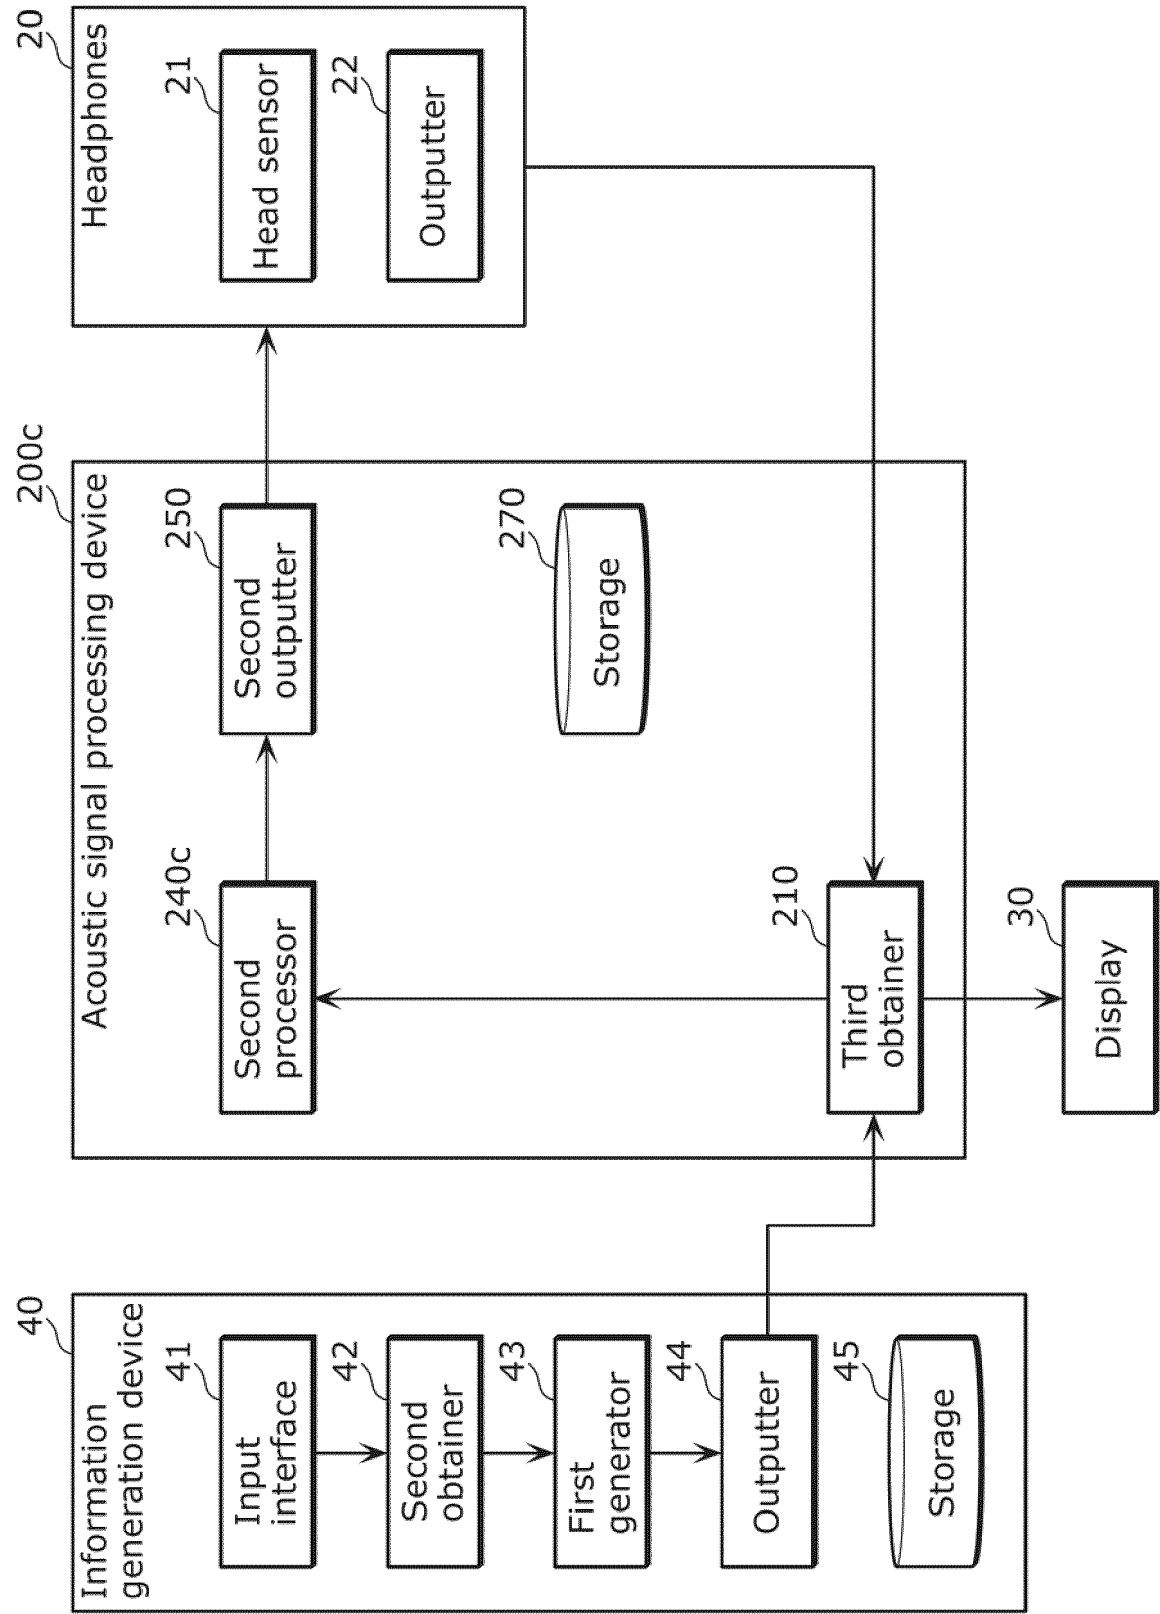 40
Information
generation device
41
Input
interface
42
Second
obtainer
43
First
generator
44
Outputter
45
Storage
200c
Acoustic signal processing device
240c
Second
processor
250
Second
outputter
270
Storage
210
Third
obtainer
30
Display
20
Headphones
21
Head sensor
22
Outputter